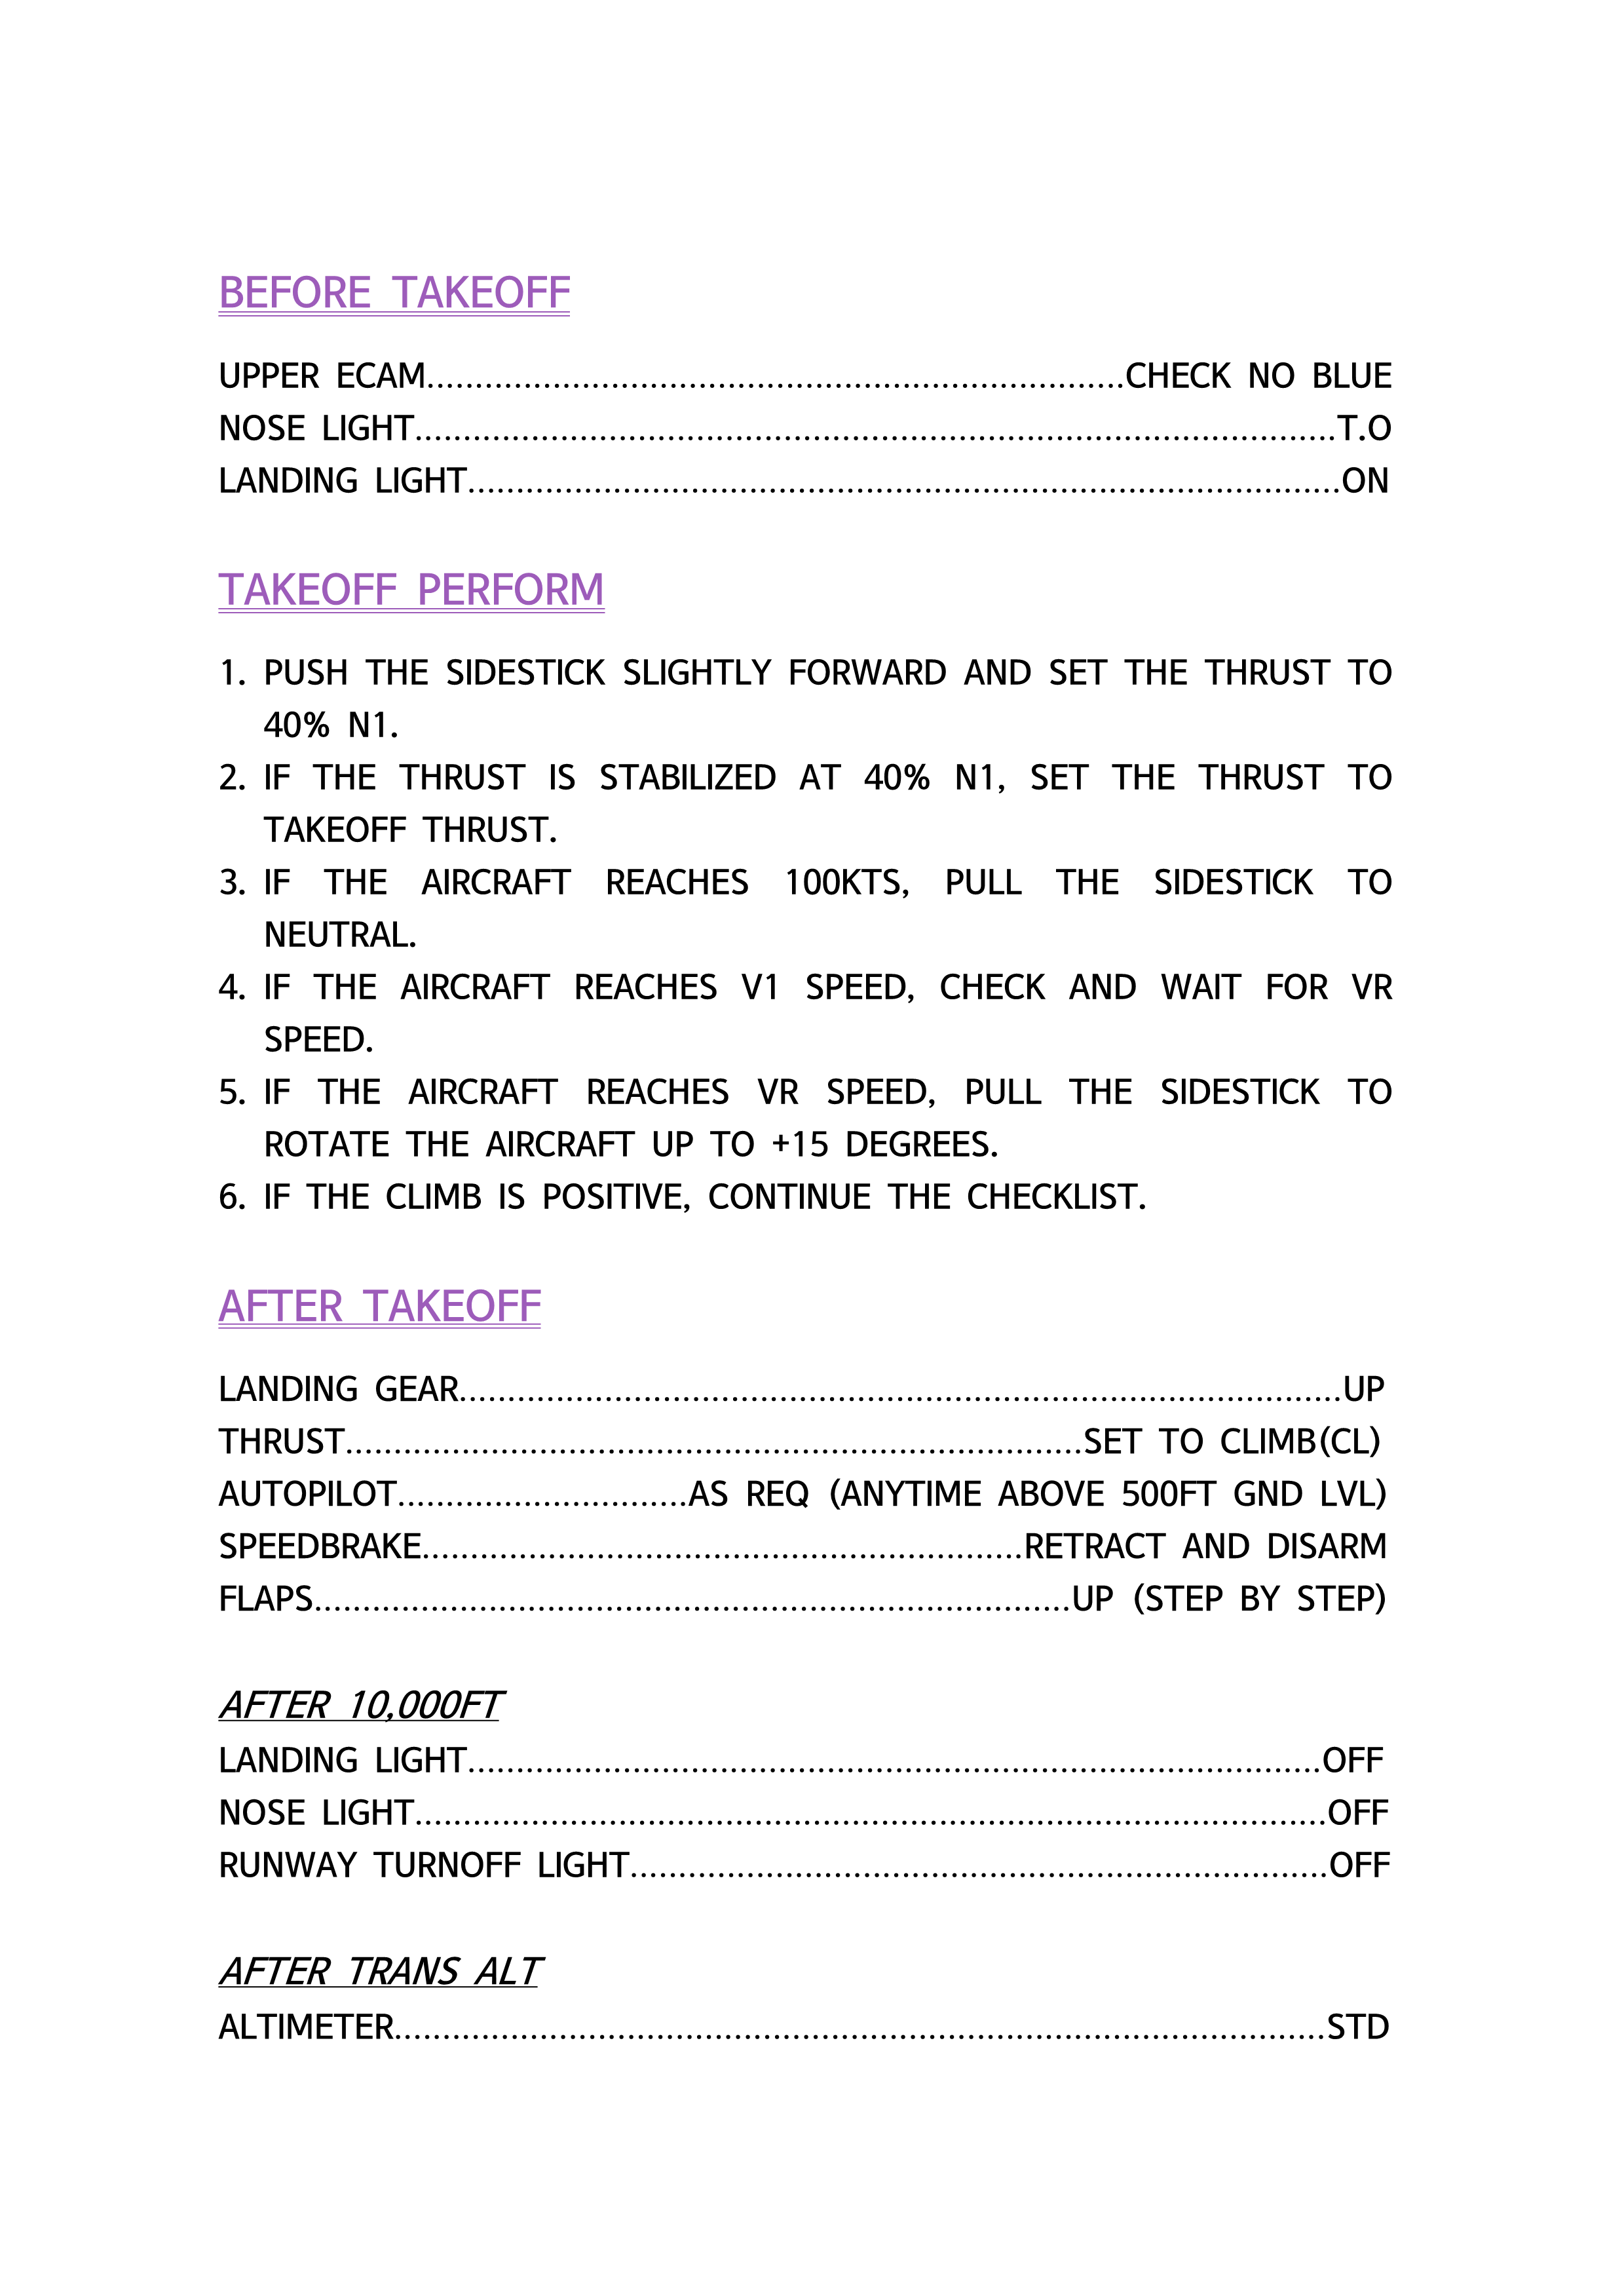 BEFORE TAKEOFF
UPPER ECAM........................................................................CHECK NO BLUE
NOSE LIGHT...............................................................................................T.O
LANDING LIGHT..........................................................................................ON
TAKEOFF PERFORM
1. PUSH THE SIDESTICK SLIGHTLY FORWARD AND SET THE THRUST TO
40% N1.
2. IF THE THRUST IS STABILIZED AT 40% N1, SET THE THRUST TO
TAKEOFF THRUST.
3. IF THE AIRCRAFT REACHES 100KTS, PULL THE SIDESTICK TO
NEUTRAL.
4. IF THE AIRCRAFT REACHES V1 SPEED, CHECK AND WAIT FOR VR
SPEED.
5. IF THE AIRCRAFT REACHES VR SPEED, PULL THE SIDESTICK TO
ROTATE THE AIRCRAFT UP TO +15 DEGREES.
6. IF THE CLIMB IS POSITIVE, CONTINUE THE CHECKLIST.
AFTER TAKEOFF
LANDING GEAR...........................................................................................UP
THRUST............................................................................SET TO CLIMB(CL)
AUTOPILOT..............................AS REQ (ANYTIME ABOVE 500FT GND LVL)
SPEEDBRAKE..............................................................RETRACT AND DISARM
FLAPS..............................................................................UP (STEP BY STEP)
AFTER 10,000FT
LANDING LIGHT........................................................................................OFF
NOSE LIGHT..............................................................................................OFF
RUNWAY TURNOFF LIGHT........................................................................OFF
AFTER TRANS ALT
ALTIMETER................................................................................................STD